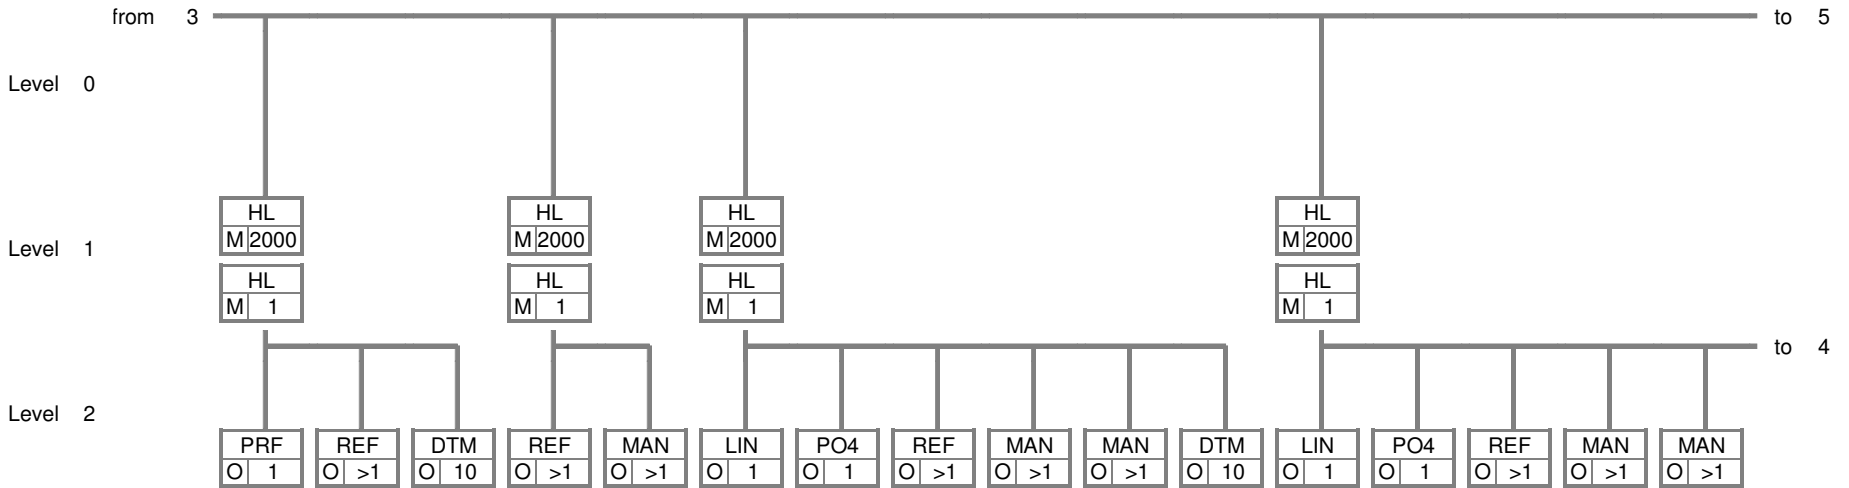 from 3 to 5
Level 0
HL HL HL HL
M 2000 M 2000 M 2000 M 2000
Level 1
HL HL HL HL
M 1 M 1 M 1 M 1
to 4
Level 2
PRF REF DTM REF MAN LIN PO4 REF MAN MAN DTM LIN PO4 REF MAN MAN
O 1 O >1 O 10 O >1 O >1 O 1 O 1 O >1 O >1 O >1 O 10 O 1 O 1 O >1 O >1 O >1